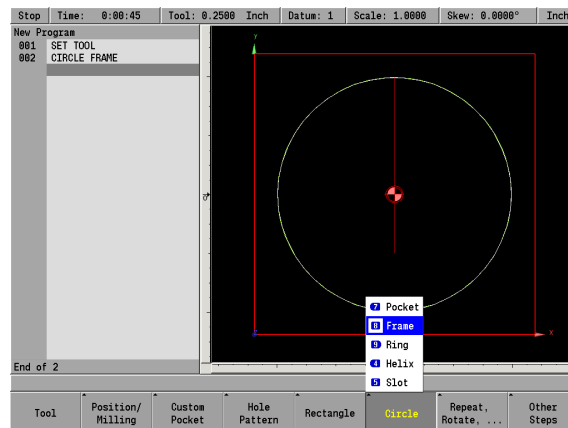 Stop Time: 0:00:45 Tool: 0.2500 Inch Datum: 1 Scale: 1.0000 Skew: 0.0000° Inch
New Program
001 SET TOOL
002 CIRCLE FRAME
Y
0
X
7 Pocket
8 Frame
9 Ring
4 Helix
5 Slot
End of 2
Tool
Position/
Milling
Custom
Pocket
Hole
Pattern
Rectangle
Circle
Repeat,
Rotate, ...
Other
Steps